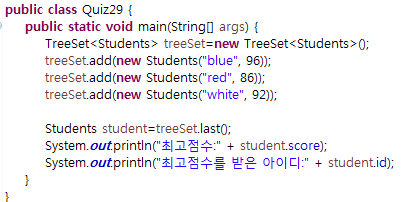 public class Quiz29 {
public static void main(String[] args) {
TreeSet<Students> treeSet=new TreeSet<Students>();
treeSet.add(new Students("blue", 96));
treeSet.add(new Students("red", 86));
treeSet.add(new Students("white", 92));
Students student=treeSet.last();
System.out.println("최고점수:" + student.score);
System.out.println("최고점수를 받은 아이디:" + student.id);
}
}